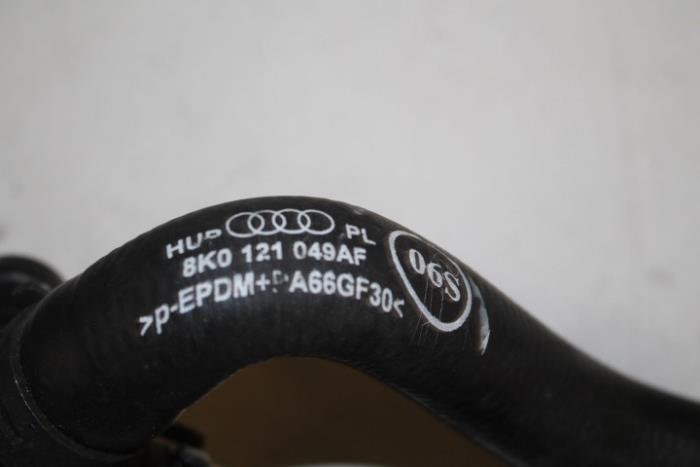 HUP PL
8K0 121 049AF
>p-EPDM+PA66GF30<
06S